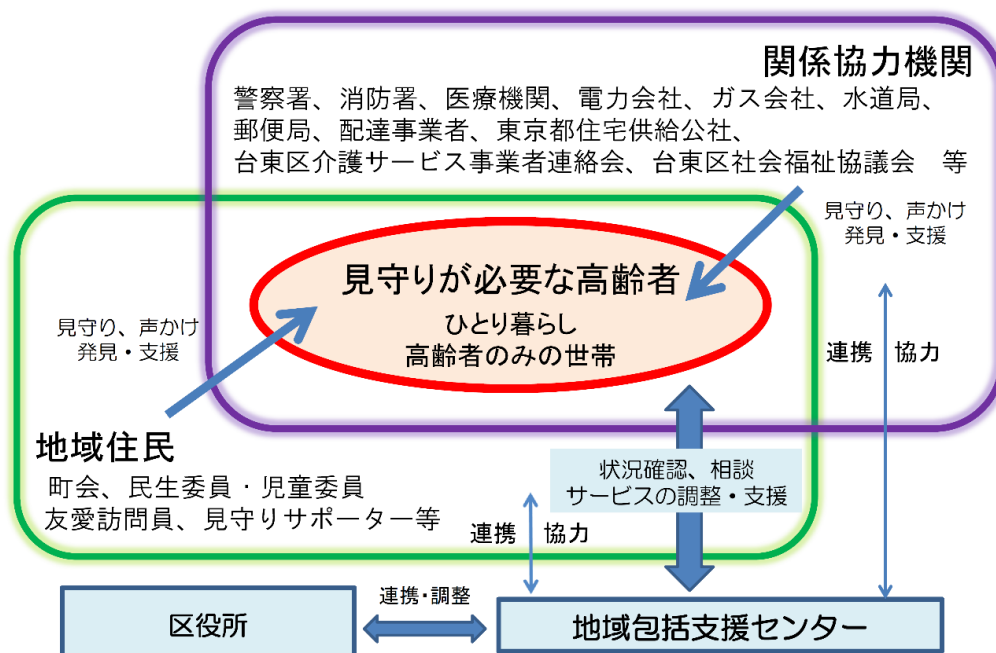 関係協力機関
警察署、消防署、医療機関、電力会社、ガス会社、水道局、
郵便局、配達事業者、東京都住宅供給公社、
台東区介護サービス事業者連絡会、台東区社会福祉協議会　等
見守り、声かけ
発見・支援
見守りが必要な高齢者
ひとり暮らし
高齢者のみの世帯
見守り、声かけ
発見・支援
連携
協力
地域住民
町会、民生委員・児童委員
友愛訪問員、見守りサポーター等
状況確認、相談
サービスの調整・支援
連携
協力
区役所
連携・調整
地域包括支援センター